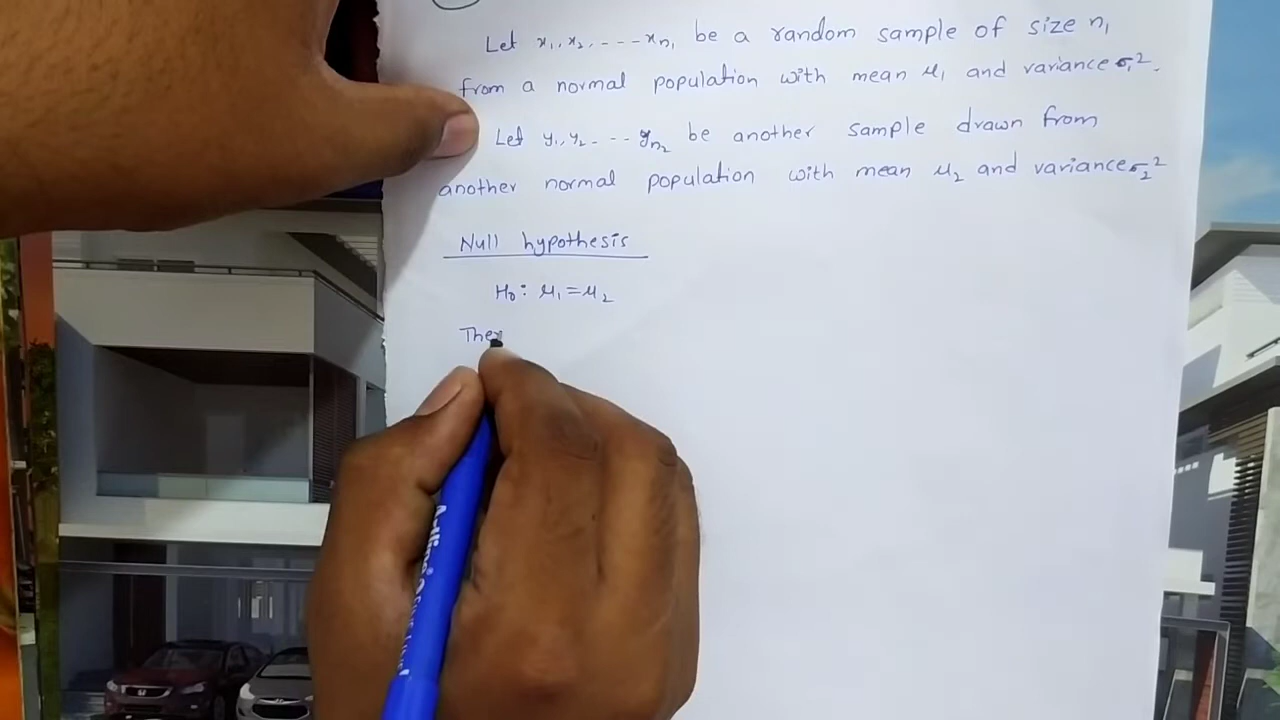 Let x₁, x₂, ---- xn₁ be a random sample of size n₁
from a normal population with mean μ₁ and variance σ₁².
Let y₁, y₂ - -- yn₂ be another sample drawn from
another normal population with mean μ₂ and variance σ₂²
Null hypothesis
H₀: μ₁ = μ₂
The
Artline